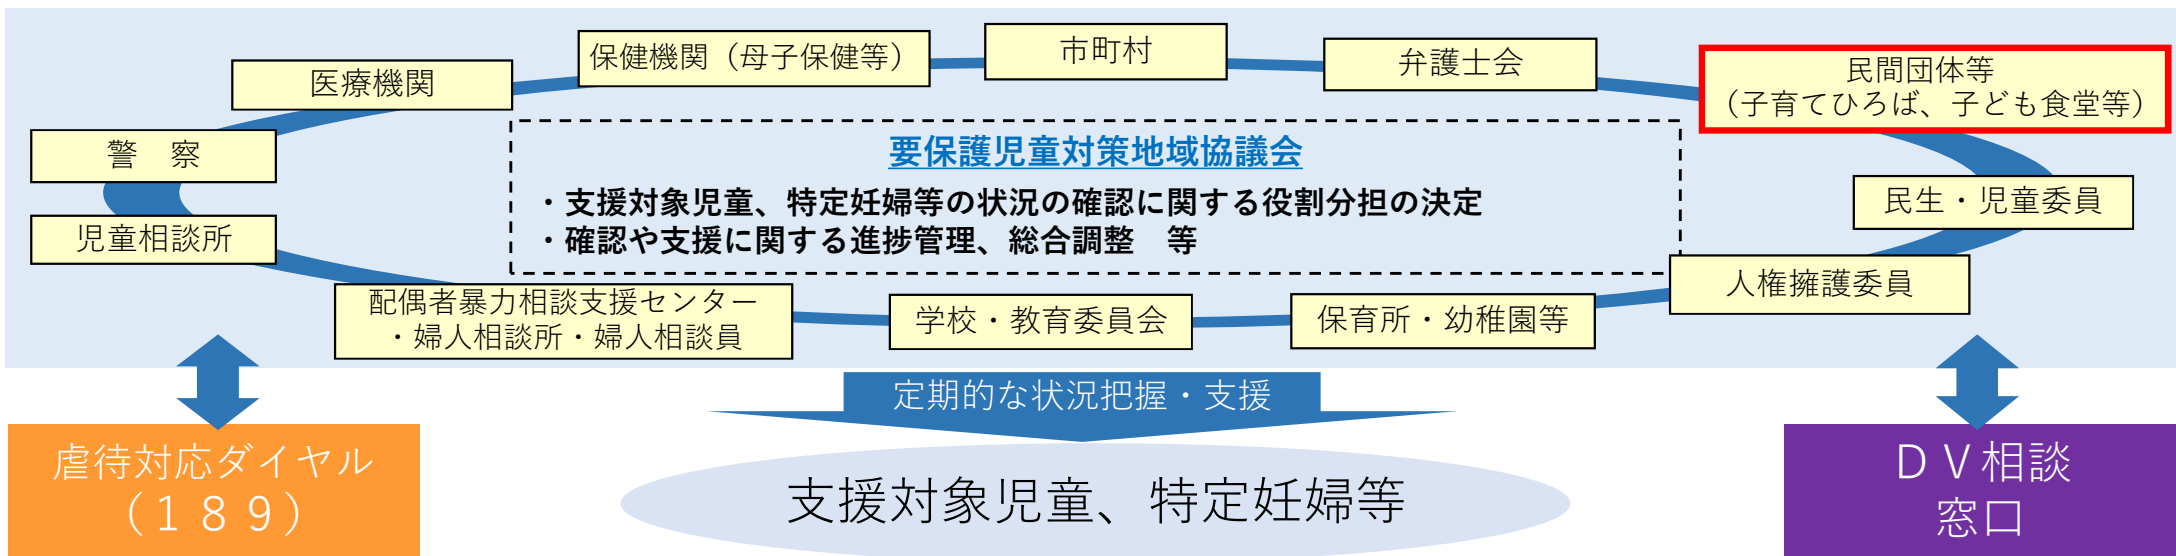 保健機関（母子保健等）
市町村
弁護士会
民間団体等
（子育てひろば、子ども食堂等）
医療機関
警　察
要保護児童対策地域協議会
・支援対象児童、特定妊婦等の状況の確認に関する役割分担の決定
・確認や支援に関する進捗管理、総合調整　等
民生・児童委員
児童相談所
人権擁護委員
配偶者暴力相談支援センター
・婦人相談所・婦人相談員
学校・教育委員会
保育所・幼稚園等
定期的な状況把握・支援
虐待対応ダイヤル
（１８９）
支援対象児童、特定妊婦等
ＤＶ相談
窓口